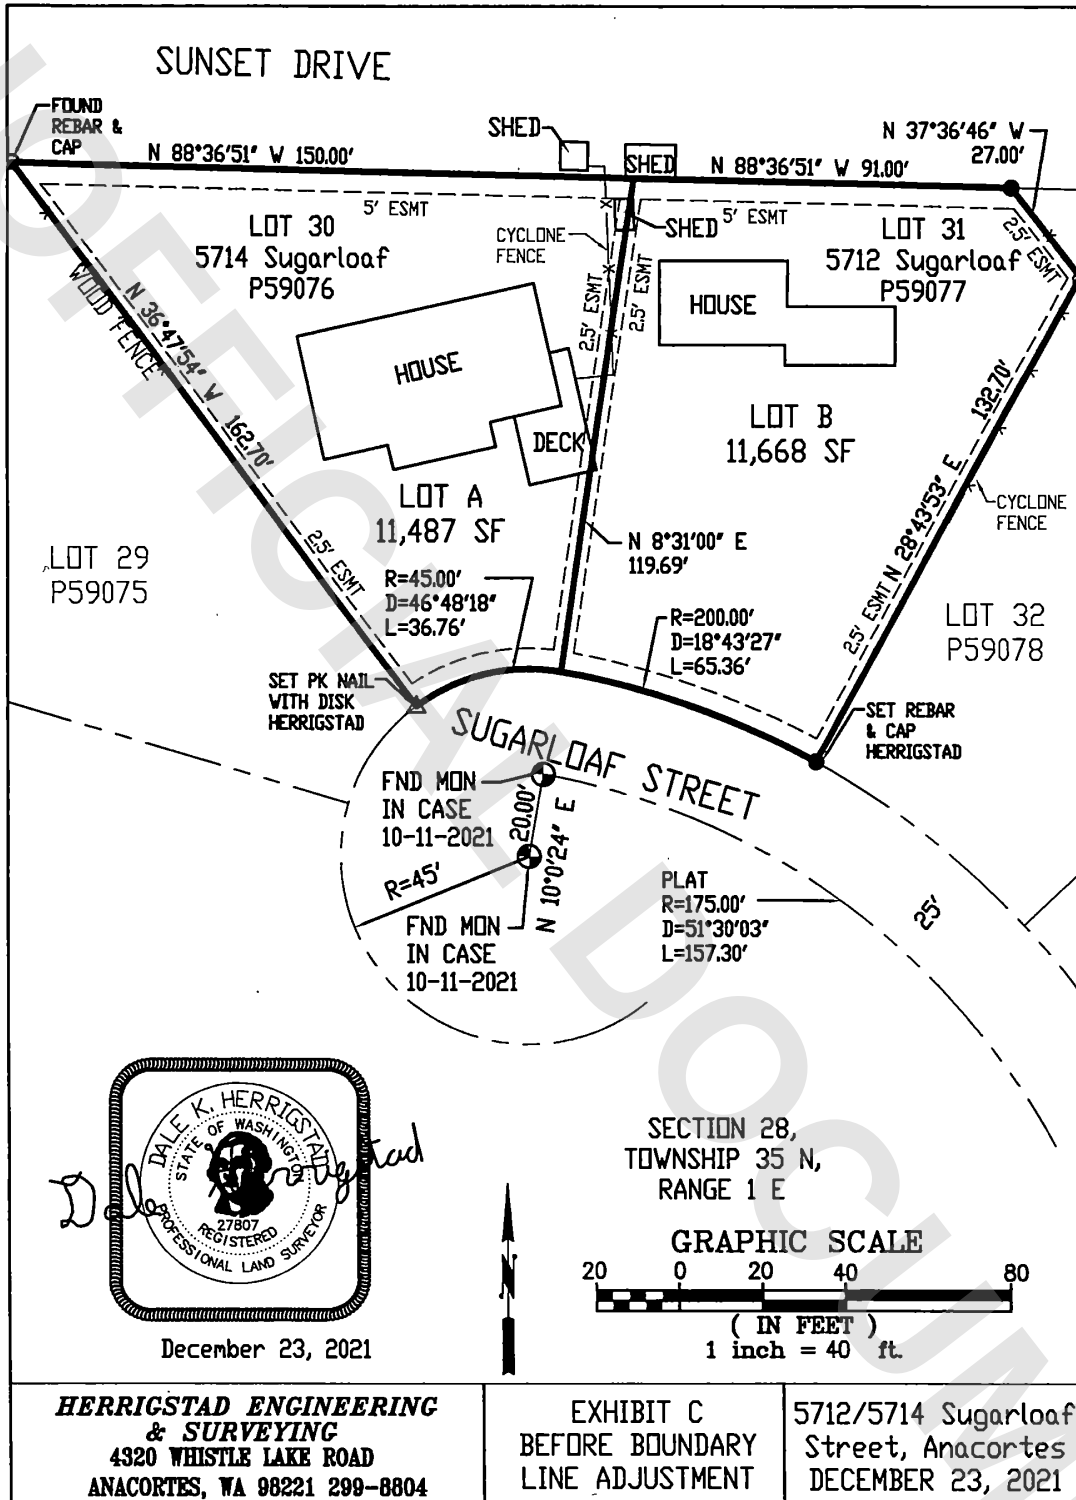 SUNSET DRIVE
FOUND
REBAR &
CAP
N 88°36'51" W 150.00'
SHED
SHED
N 88°36'51" W 91.00'
N 37°36'46" W
27.00'
5' ESMT
SHED
5' ESMT
LOT 30
5714 Sugarloaf
P59076
CYCLONE
FENCE
LOT 31
5712 Sugarloaf
P59077
2.5' ESMT
WOOD FENCE
N 36°47'54" W 162.70'
HOUSE
DECK
2.5' ESMT
2.5' ESMT
HOUSE
LOT B
11,668 SF
132.70'
N 28°43'53" E
CYCLONE
FENCE
LOT A
11,487 SF
2.5' ESMT
LOT 29
P59075
N 8°31'00" E
119.69'
R=45.00'
D=46°48'18"
L=36.76'
R=200.00'
D=18°43'27"
L=65.36'
2.5' ESMT
LOT 32
P59078
SET PK NAIL
WITH DISK
HERRIGSTAD
SET REBAR
& CAP
HERRIGSTAD
SUGARLOAF STREET
FND MON
IN CASE
10-11-2021
20.00'
N 10°0'24" E
R=45'
FND MON
IN CASE
10-11-2021
PLAT
R=175.00'
D=51°30'03"
L=157.30'
25'
DALE K. HERRIGSTAD
STATE OF WASHINGTON
27807
REGISTERED
PROFESSIONAL LAND SURVEYOR
Dale Herrigstad
December 23, 2021
N
SECTION 28,
TOWNSHIP 35 N,
RANGE 1 E
GRAPHIC SCALE
20 0 20 40 80
( IN FEET )
1 inch = 40 ft.
HERRIGSTAD ENGINEERING
& SURVEYING
4320 WHISTLE LAKE ROAD
ANACORTES, WA 98221 299-8804
EXHIBIT C
BEFORE BOUNDARY
LINE ADJUSTMENT
5712/5714 Sugarloaf
Street, Anacortes
DECEMBER 23, 2021
UNOFFICIAL DOCUM